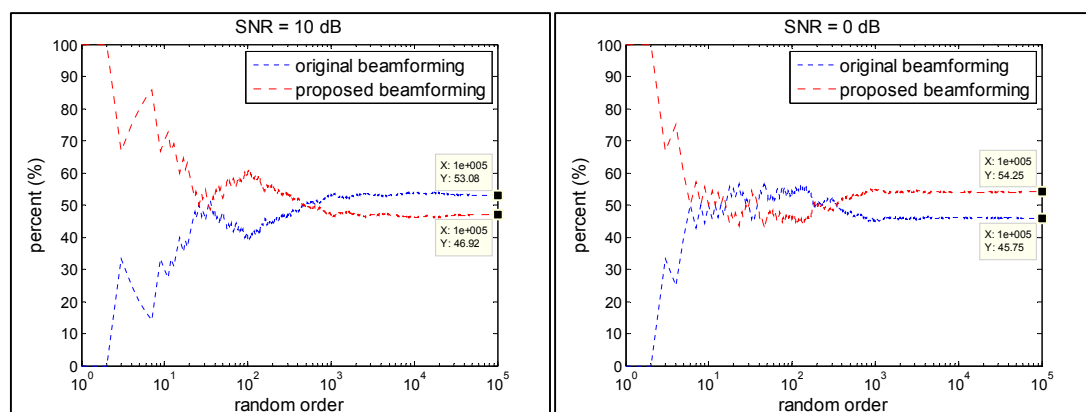 SNR = 10 dB
100
90
80
70
60
50
40
30
20
10
0
percent (%)
original beamforming
proposed beamforming
X: 1e+005
Y: 53.08
X: 1e+005
Y: 46.92
10^0 10^1 10^2 10^3 10^4 10^5
random order
SNR = 0 dB
100
90
80
70
60
50
40
30
20
10
0
percent (%)
original beamforming
proposed beamforming
X: 1e+005
Y: 54.25
X: 1e+005
Y: 45.75
10^0 10^1 10^2 10^3 10^4 10^5
random order